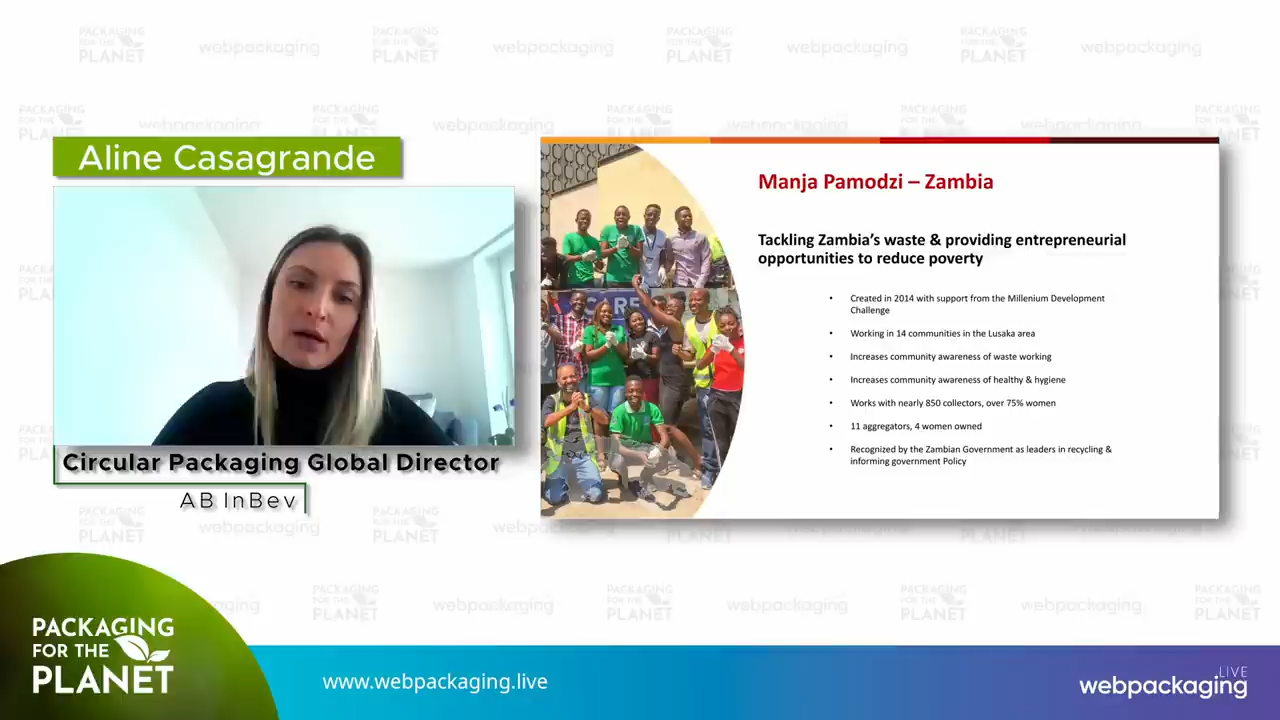 Aline Casagrande
Circular Packaging Global Director
AB InBev
Manja Pamodzi – Zambia
Tackling Zambia's waste & providing entrepreneurial
opportunities to reduce poverty
• Created in 2014 with support from the Millenium Development
Challenge
• Working in 14 communities in the Lusaka area
• Increases community awareness of waste working
• Increases community awareness of healthy & hygiene
• Works with nearly 850 collectors, over 75% women
• 11 aggregators, 4 women owned
• Recognized by the Zambian Government as leaders in recycling &
informing government Policy
CARE
PACKAGING
FOR THE
PLANET
www.webpackaging.live
LIVE
webpackaging